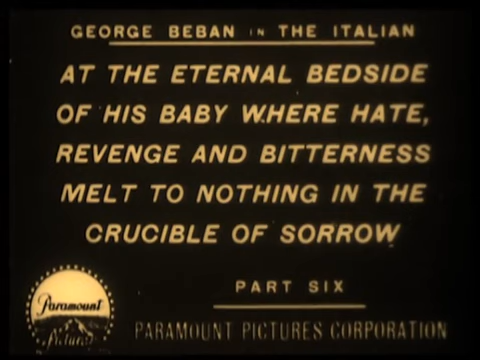 GEORGE BEBAN IN THE ITALIAN
AT THE ETERNAL BEDSIDE
OF HIS BABY WHERE HATE,
REVENGE AND BITTERNESS
MELT TO NOTHING IN THE
CRUCIBLE OF SORROW
PART SIX
Paramount
Pictures
PARAMOUNT PICTURES CORPORATION